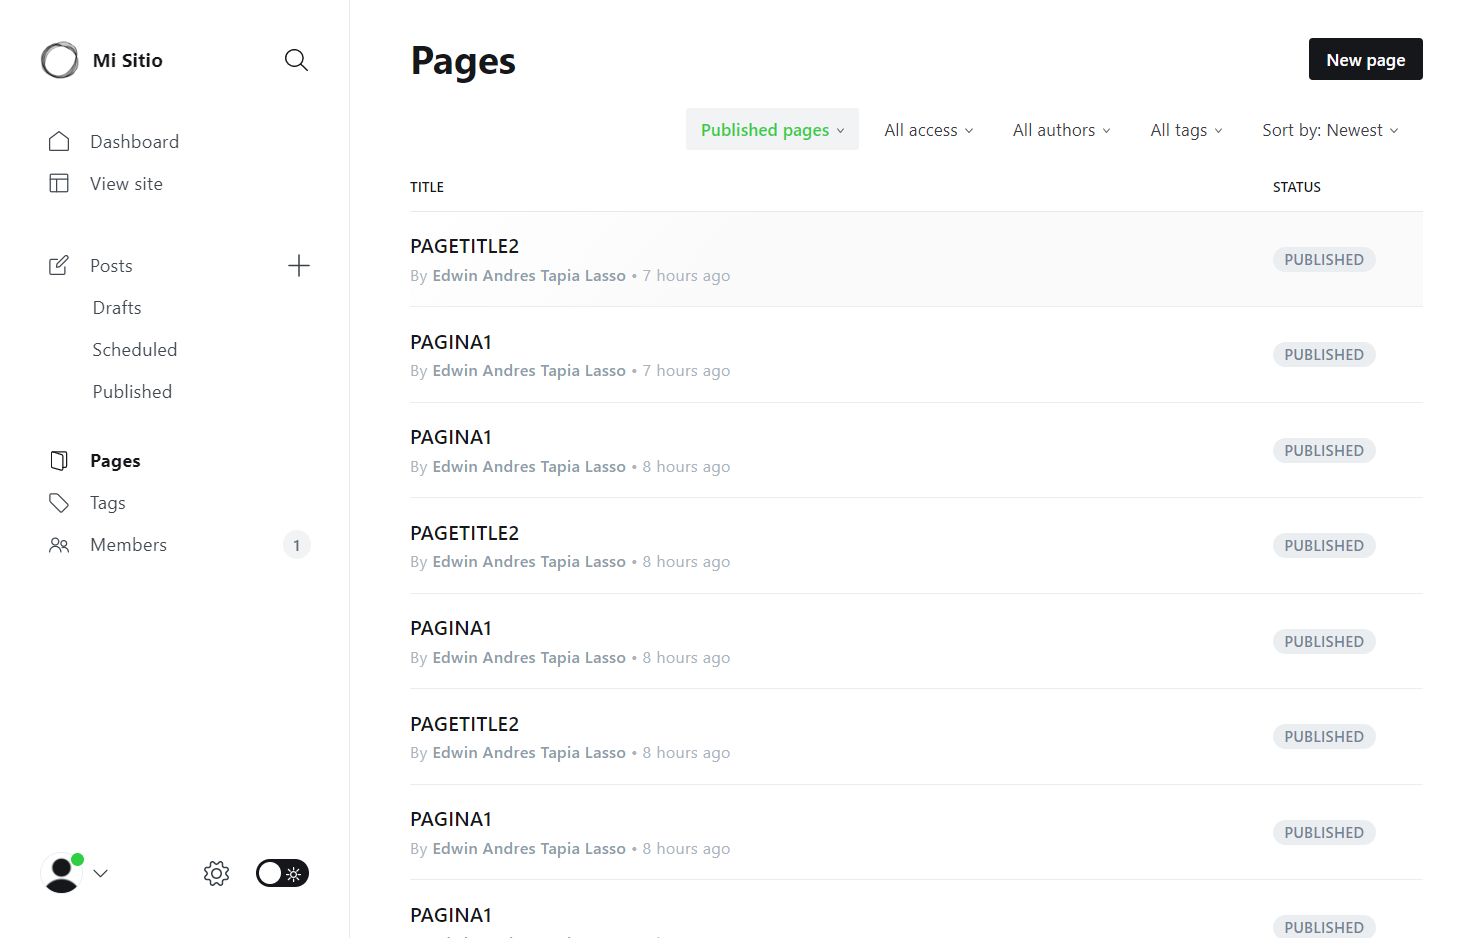 Mi Sitio
Dashboard
View site
Posts
Drafts
Scheduled
Published
Pages
Tags
Members 1
Pages
New page
Published pages All access All authors All tags Sort by: Newest
TITLE STATUS
PAGETITLE2
By Edwin Andres Tapia Lasso • 7 hours ago
PUBLISHED
PAGINA1
By Edwin Andres Tapia Lasso • 7 hours ago
PUBLISHED
PAGINA1
By Edwin Andres Tapia Lasso • 8 hours ago
PUBLISHED
PAGETITLE2
By Edwin Andres Tapia Lasso • 8 hours ago
PUBLISHED
PAGINA1
By Edwin Andres Tapia Lasso • 8 hours ago
PUBLISHED
PAGETITLE2
By Edwin Andres Tapia Lasso • 8 hours ago
PUBLISHED
PAGINA1
By Edwin Andres Tapia Lasso • 8 hours ago
PUBLISHED
PAGINA1
PUBLISHED